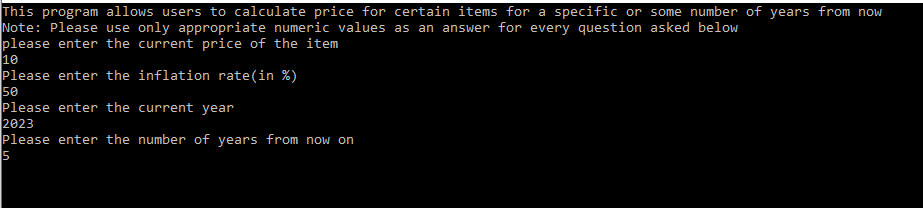 This program allows users to calculate price for certain items for a specific or some number of years from now
Note: Please use only appropriate numeric values as an answer for every question asked below
please enter the current price of the item
10
Please enter the inflation rate(in %)
50
Please enter the current year
2023
Please enter the number of years from now on
5